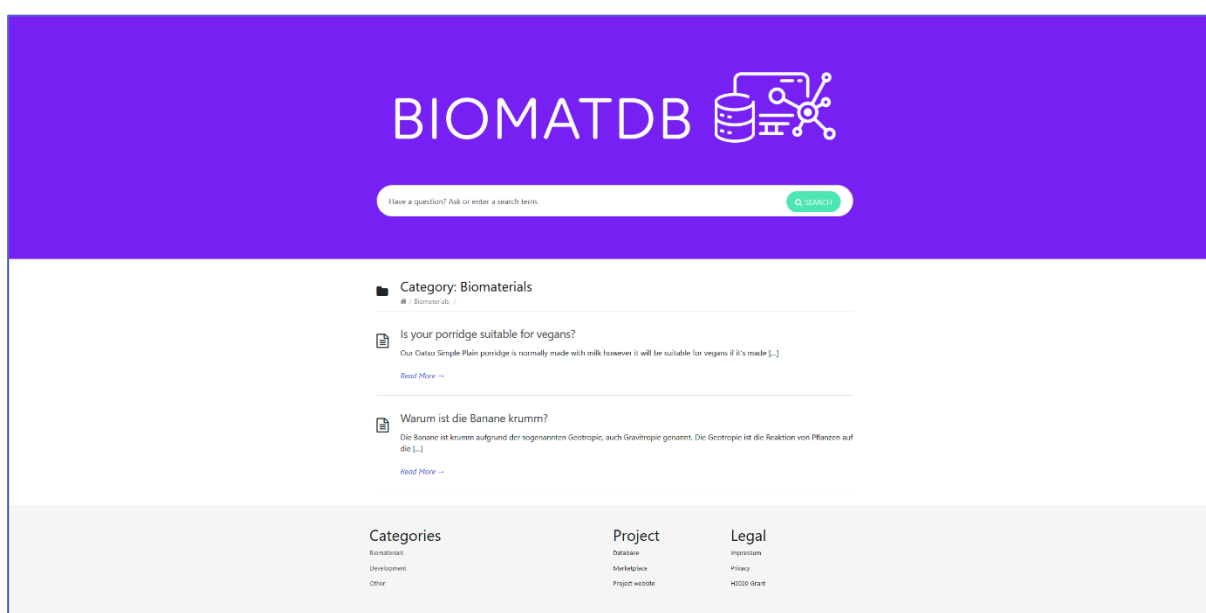 BIOMATDB
Have a question? Ask or enter a search term.
SEARCH
Category: Biomaterials
/ Biomaterials /
Is your porridge suitable for vegans?
Our Oatso Simple Plain porridge is normally made with milk however it will be suitable for vegans if it's made [...]
Read More →
Warum ist die Banane krumm?
Die Banane ist krumm aufgrund der sogenannten Geotropie, auch Gravitropie genannt. Die Geotropie ist die Reaktion von Pflanzen auf
die [...]
Read More →
Categories
Biomaterials
Development
Other
Project
Database
Marketplace
Project website
Legal
Impressum
Privacy
H2020 Grant